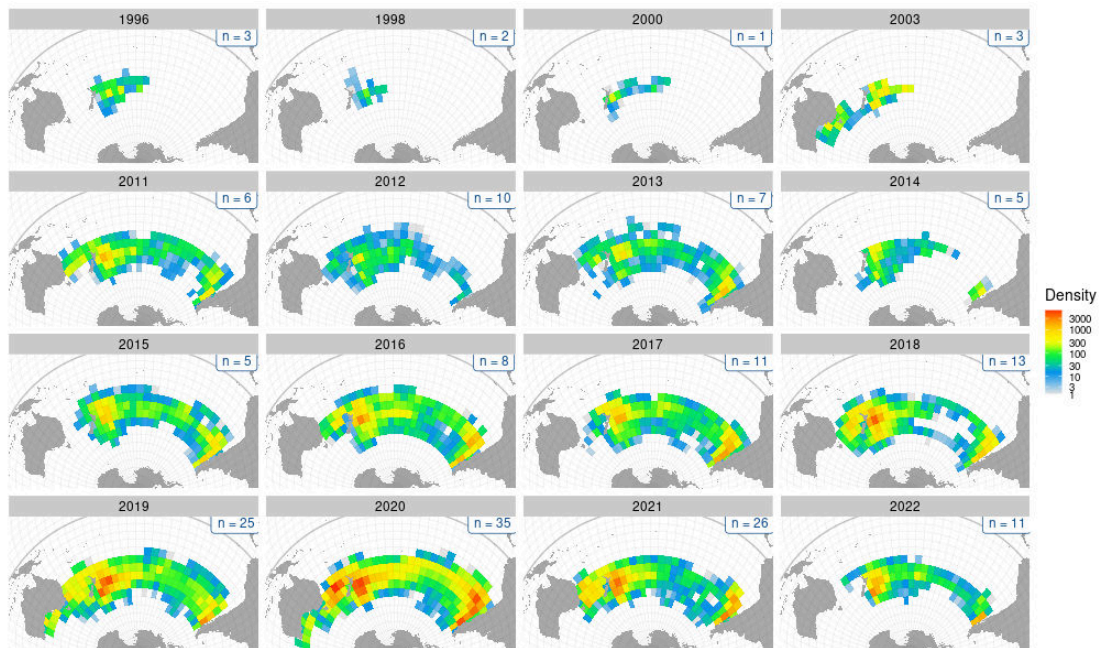 1996 1998 2000 2003
n = 3 n = 2 n = 1 n = 3
2011 2012 2013 2014
n = 6 n = 10 n = 7 n = 5
Density
3000
1000
300
100
30
10
3
1
2015 2016 2017 2018
n = 5 n = 8 n = 11 n = 13
2019 2020 2021 2022
n = 25 n = 35 n = 26 n = 11